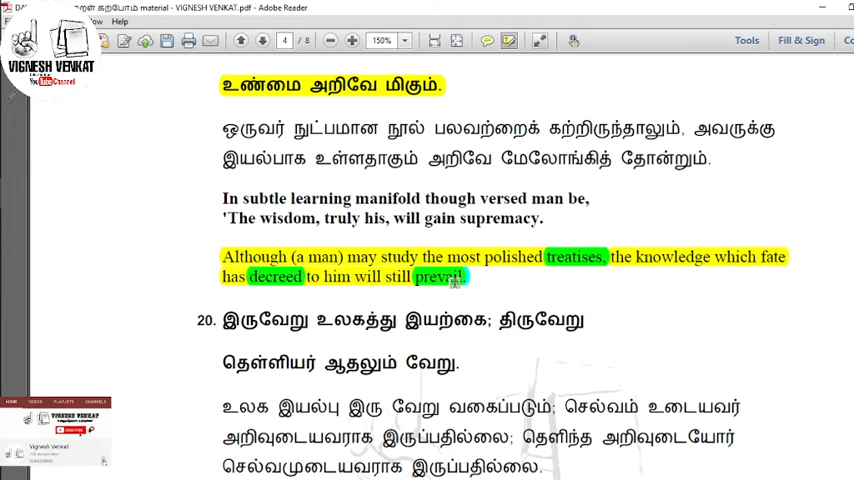 கற்போம் material - VIGNESH VENKAT.pdf - Adobe Reader
Help
4 / 8
150%
Tools
Fill & Sign
VIGNESH VENKAT
YouTube Channel
உண்மை அறிவே மிகும்.
ஒருவர் நுட்பமான நூல் பலவற்றைக் கற்றிருந்தாலும், அவருக்கு
இயல்பாக உள்ளதாகும் அறிவே மேலோங்கித் தோன்றும்.
In subtle learning manifold though versed man be,
'The wisdom, truly his, will gain supremacy.
Although (a man) may study the most polished treatises, the knowledge which fate
has decreed to him will still prevail.
20. இருவேறு உலகத்து இயற்கை; திருவேறு
தெள்ளியர் ஆதலும் வேறு.
உலக இயல்பு இரு வேறு வகைப்படும்; செல்வம் உடையவர்
அறிவுடையவராக இருப்பதில்லை; தெளிந்த அறிவுடையோர்
செல்வமுடையவராக இருப்பதில்லை.
HOME VIDEOS PLAYLISTS CHANNELS
VIGNESH VENKAT
SUBSCRIBE
Vignesh Venkat